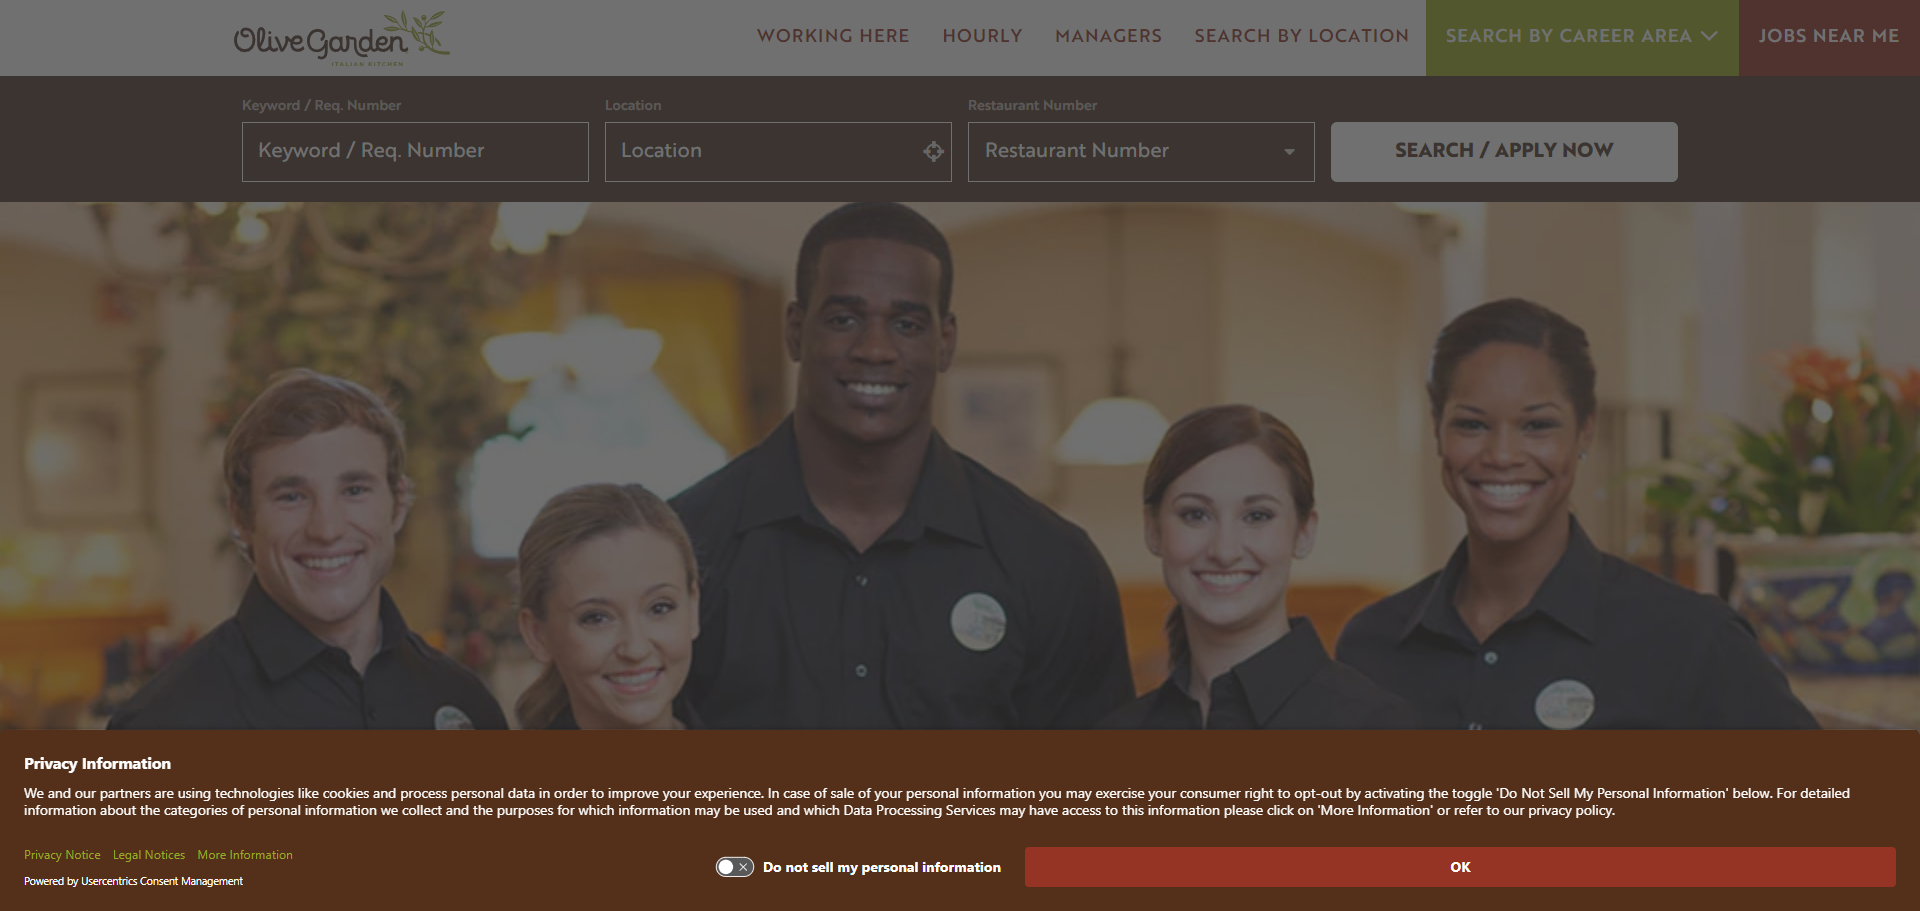 Olive Garden
ITALIAN KITCHEN
WORKING HERE
HOURLY
MANAGERS
SEARCH BY LOCATION
SEARCH BY CAREER AREA
JOBS NEAR ME
Keyword / Req. Number
Location
Restaurant Number
Keyword / Req. Number
Location
Restaurant Number
SEARCH / APPLY NOW
Privacy Information
We and our partners are using technologies like cookies and process personal data in order to improve your experience. In case of sale of your personal information you may exercise your consumer right to opt-out by activating the toggle 'Do Not Sell My Personal Information' below. For detailed
information about the categories of personal information we collect and the purposes for which information may be used and which Data Processing Services may have access to this information please click on 'More Information' or refer to our privacy policy.
Privacy Notice
Legal Notices
More Information
Do not sell my personal information
OK
Powered by Usercentrics Consent Management